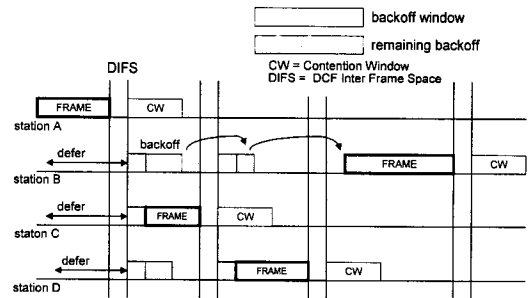 backoff window
remaining backoff
CW = Contention Window
DIFS = DCF Inter Frame Space
DIFS
FRAME
CW
station A
defer
backoff
FRAME
CW
station B
defer
FRAME
CW
staton C
defer
FRAME
CW
station D